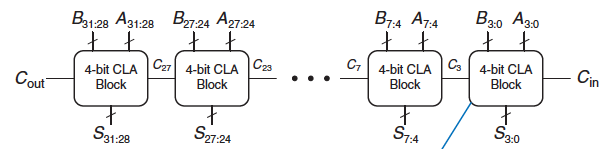 B31:28 A31:28 B27:24 A27:24 B7:4 A7:4 B3:0 A3:0
Cout 4-bit CLA Block C27 4-bit CLA Block C23 • • • C7 4-bit CLA Block C3 4-bit CLA Block Cin
S31:28 S27:24 S7:4 S3:0